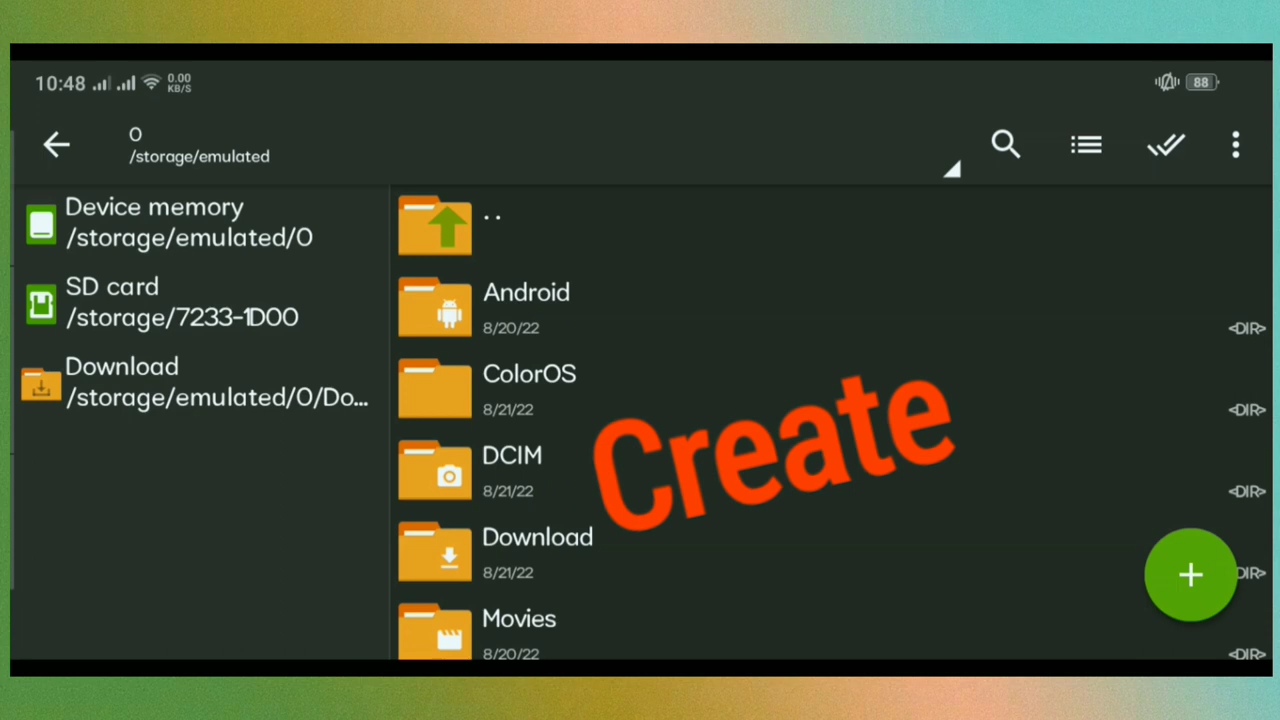 10:48 0.00 KB/S 88
0
/storage/emulated
Device memory
/storage/emulated/0
SD card
/storage/7233-1D00
Download
/storage/emulated/0/Do...
..
Android
8/20/22 <DIR>
ColorOS
8/21/22 <DIR>
DCIM
8/21/22 <DIR>
Download
8/21/22 DIR>
Movies
8/20/22 <DIR>
Create